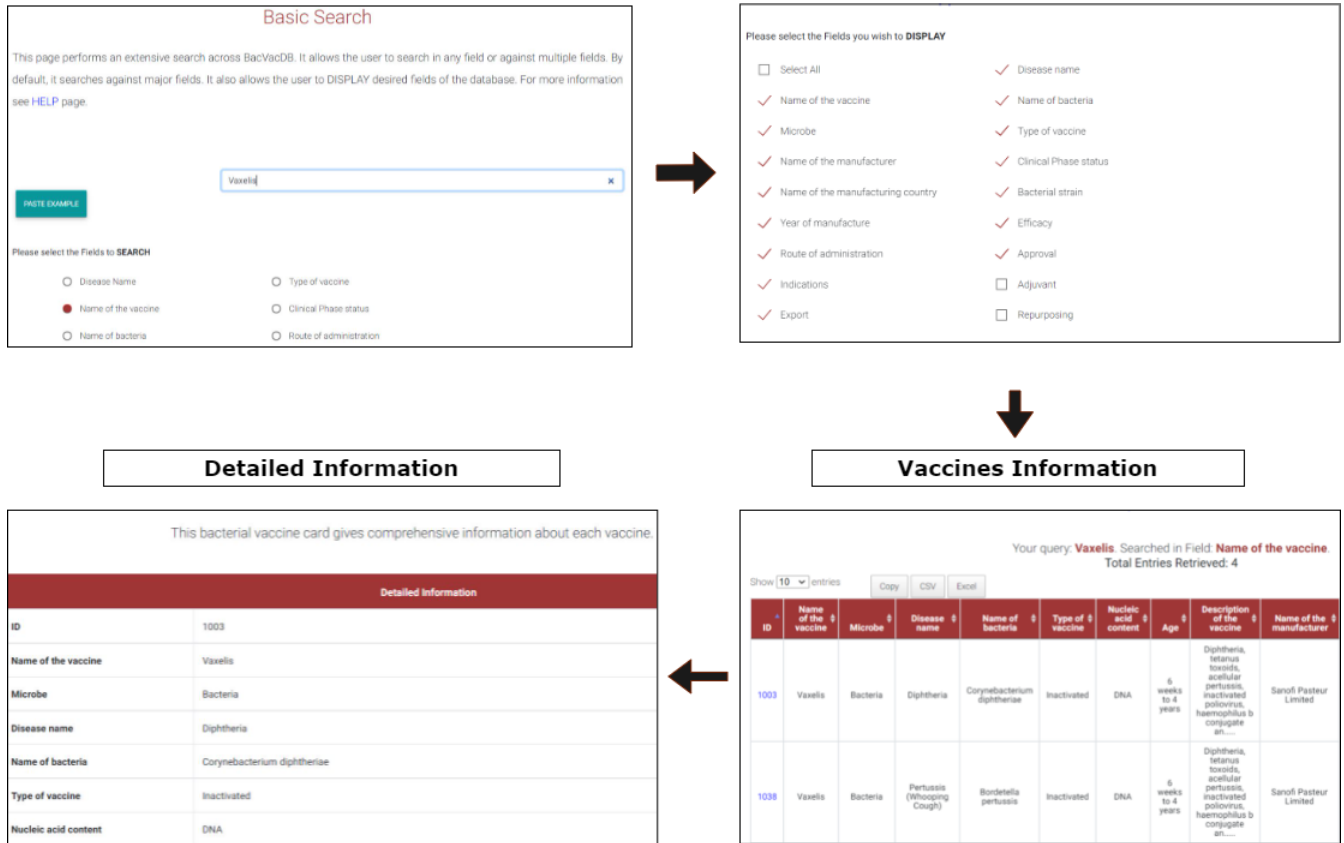 Basic Search
This page performs an extensive search across BacVacDB. It allows the user to search in any field or against multiple fields. By
default, it searches against major fields. It also allows the user to DISPLAY desired fields of the database. For more information
see HELP page.
Vaxelis ×
PASTE EXAMPLE
Please select the Fields to SEARCH
Disease Name Type of vaccine
Name of the vaccine Clinical Phase status
Name of bacteria Route of administration
Please select the Fields you wish to DISPLAY
Select All Disease name
Name of the vaccine Name of bacteria
Microbe Type of vaccine
Name of the manufacturer Clinical Phase status
Name of the manufacturing country Bacterial strain
Year of manufacture Efficacy
Route of administration Approval
Indications Adjuvant
Export Repurposing
Detailed Information
This bacterial vaccine card gives comprehensive information about each vaccine.
Detailed Information
ID 1003
Name of the vaccine Vaxelis
Microbe Bacteria
Disease name Diphtheria
Name of bacteria Corynebacterium diphtheriae
Type of vaccine Inactivated
Nucleic acid content DNA
Vaccines Information
Your query: Vaxelis. Searched in Field: Name of the vaccine.
Total Entries Retrieved: 4
Show 10 entries Copy CSV Excel
ID
Name
of the
vaccine
Microbe
Disease
name
Name of
bacteria
Type of
vaccine
Nucleic
acid
content
Age
Description
of the
vaccine
Name of the
manufacturer
1003
Vaxelis
Bacteria
Diphtheria
Corynebacterium
diphtheriae
Inactivated
DNA
6
weeks
to 4
years
Diphtheria,
tetanus
toxoids,
acellular
pertussis,
inactivated
poliovirus,
haemophilus b
conjugate
an.....
Sanofi Pasteur
Limited
1038
Vaxelis
Bacteria
Pertussis
(Whooping
Cough)
Bordetella
pertussis
Inactivated
DNA
6
weeks
to 4
years
Diphtheria,
tetanus
toxoids,
acellular
pertussis,
inactivated
poliovirus,
haemophilus b
conjugate
an.....
Sanofi Pasteur
Limited